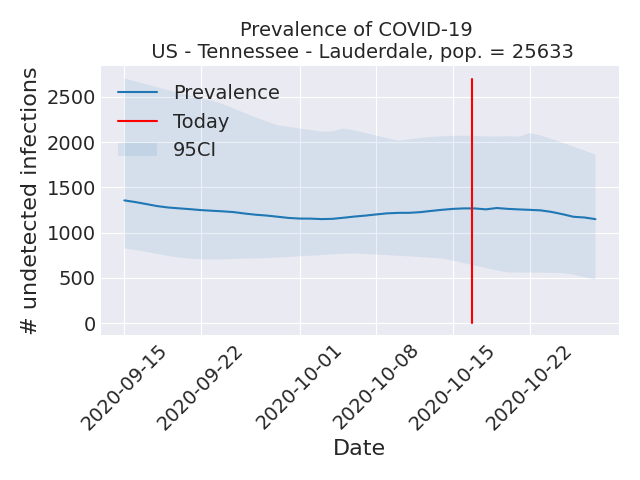 Prevalence of COVID-19
US - Tennessee - Lauderdale, pop. = 25633
# undetected infections
2500
2000
1500
1000
500
0
Prevalence
Today
95CI
2020-09-15
2020-09-22
2020-10-01
2020-10-08
2020-10-15
2020-10-22
Date